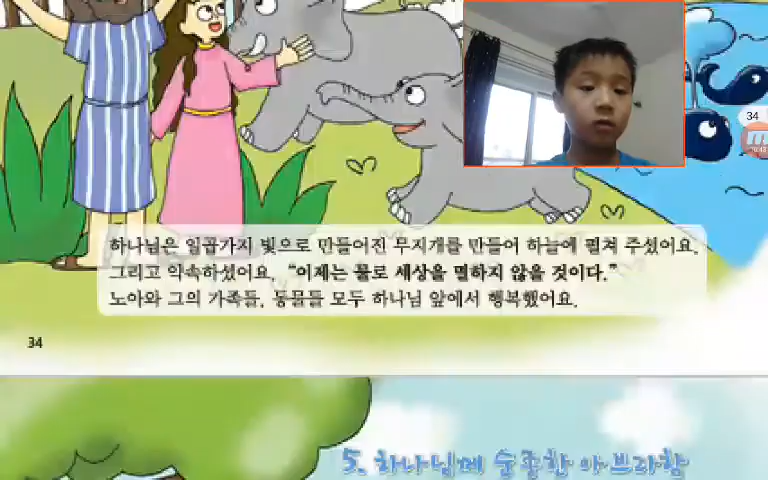 34
하나님은 일곱가지 빛으로 만들어진 무지개를 만들어 하늘에 펼쳐 주셨어요.
그리고 약속하셨어요. “이제는 물로 세상을 멸하지 않을 것이다.”
노아와 그의 가족들, 동물들 모두 하나님 앞에서 행복했어요.
34
5. 하나님께 순종한 아브라함